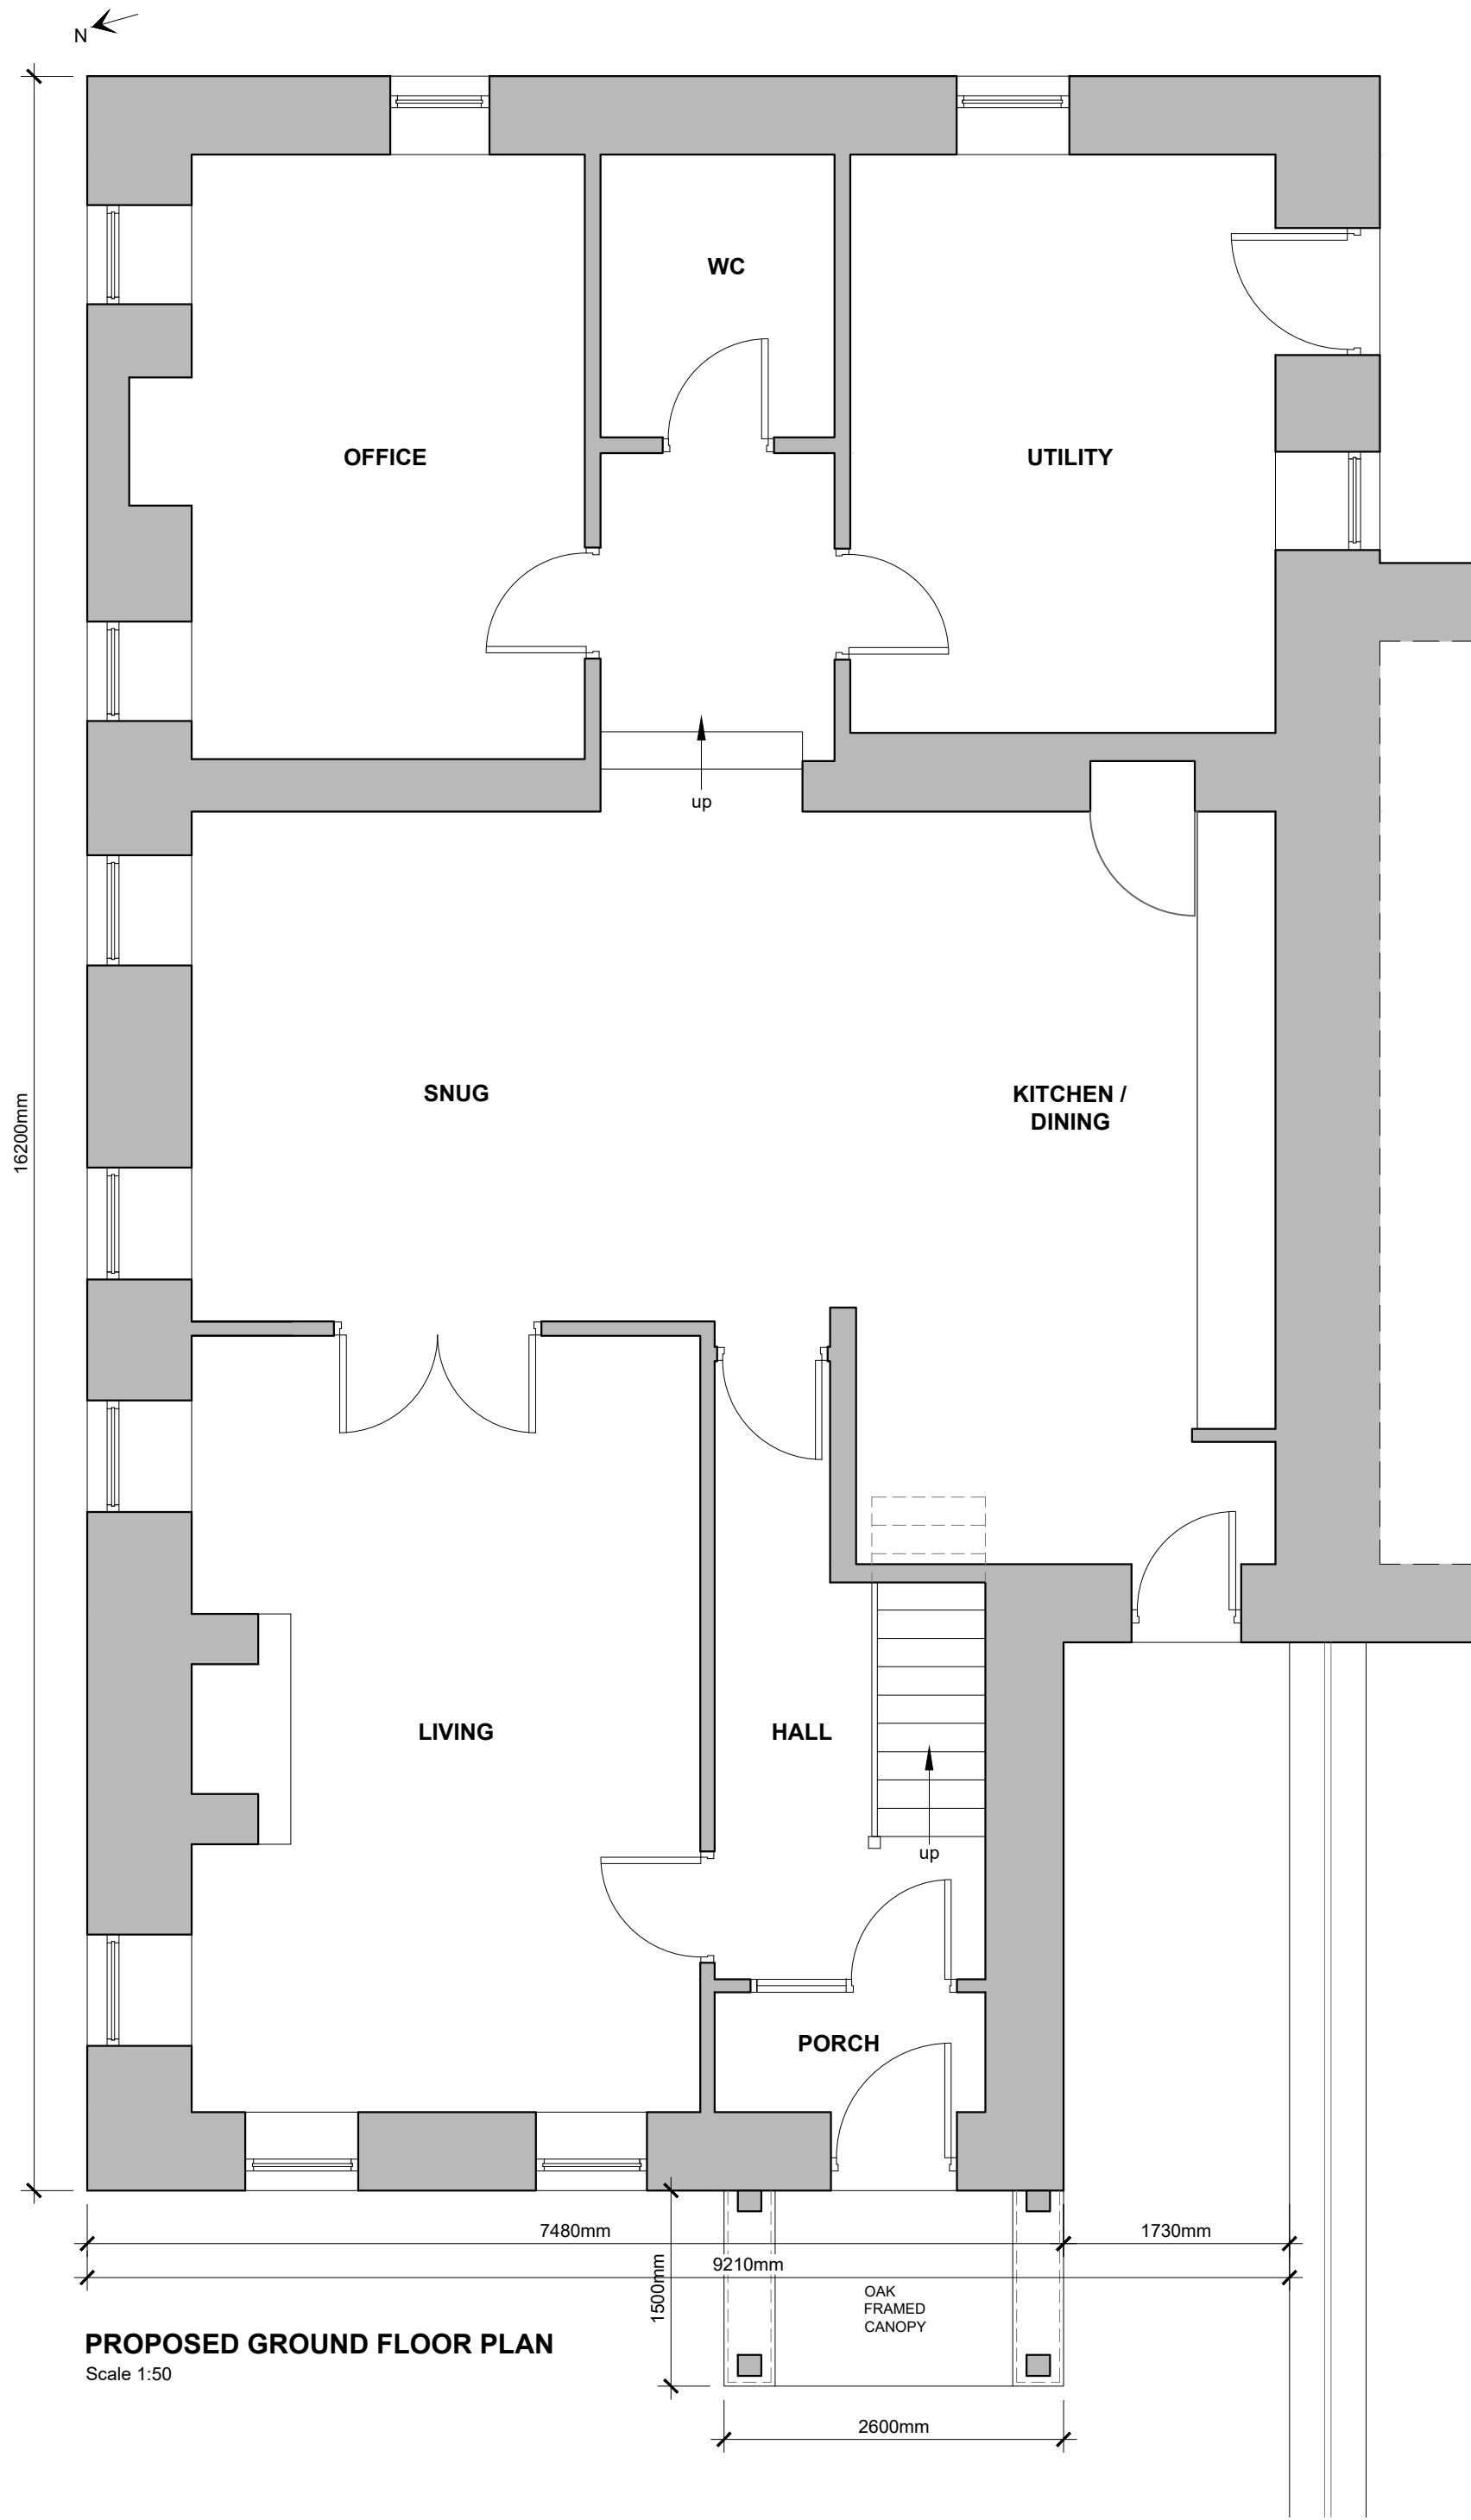 N
WC
OFFICE
UTILITY
up
SNUG
KITCHEN /
DINING
16200mm
LIVING
HALL
up
PORCH
7480mm
1730mm
9210mm
1500mm
OAK
FRAMED
CANOPY
PROPOSED GROUND FLOOR PLAN
Scale 1:50
2600mm